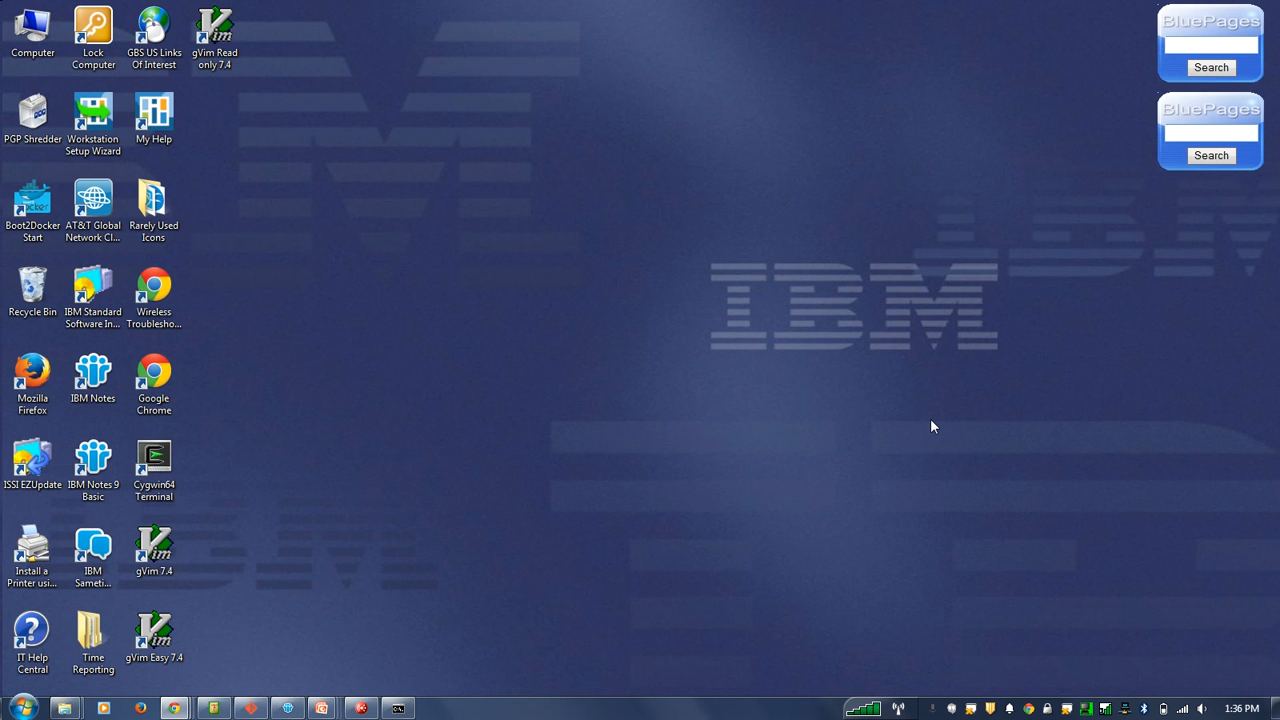 Computer
Lock
Computer
GBS US Links
Of Interest
gVim Read
only 7.4
PGP Shredder
Workstation
Setup Wizard
My Help
Boot2Docker
Start
AT&T Global
Network Cl...
Rarely Used
Icons
Recycle Bin
IBM Standard
Software In...
Wireless
Troublesho...
Mozilla
Firefox
IBM Notes
Google
Chrome
ISSI EZUpdate
IBM Notes 9
Basic
Cygwin64
Terminal
Install a
Printer usi...
IBM
Sameti...
gVim 7.4
IT Help
Central
Time
Reporting
gVim Easy 7.4
BluePages
Search
BluePages
Search
IBM
IBM
IBM
IBM
1:36 PM